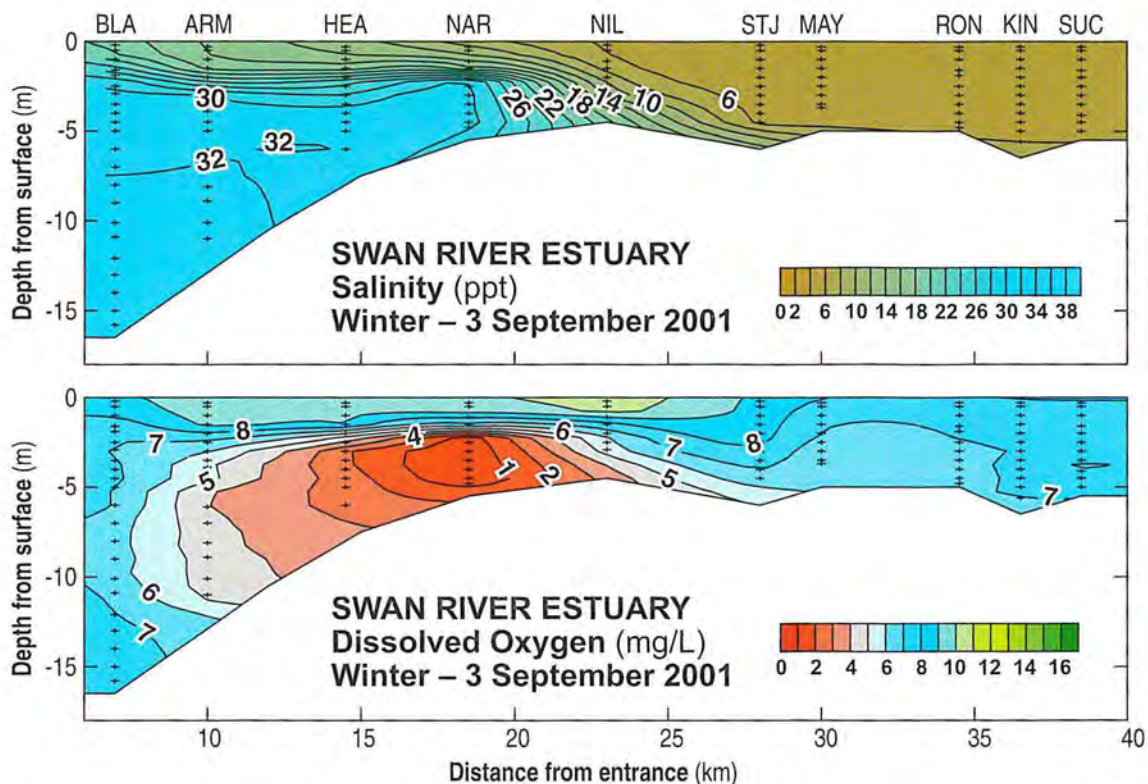 BLA ARM HEA NAR NIL STJ MAY RON KIN SUC
0
-5
-10
-15
Depth from surface (m)
30
32
32
26
22
18
14
10
6
SWAN RIVER ESTUARY
Salinity (ppt)
Winter – 3 September 2001
0 2 6 10 14 18 22 26 30 34 38
0
-5
-10
-15
Depth from surface (m)
7
8
4
6
7
8
5
1
2
5
7
6
7
SWAN RIVER ESTUARY
Dissolved Oxygen (mg/L)
Winter – 3 September 2001
0 2 4 6 8 10 12 14 16
10 15 20 25 30 35 40
Distance from entrance (km)